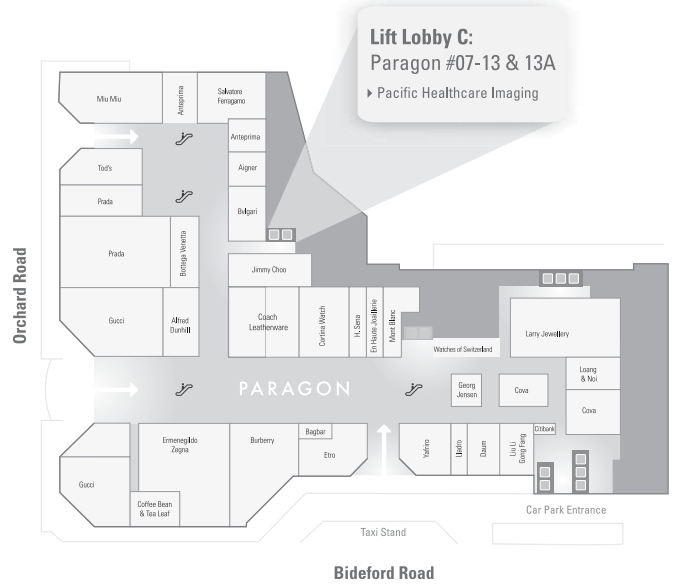 Lift Lobby C:
Paragon #07-13 & 13A
Pacific Healthcare Imaging
Miu Miu
Anteprima
Salvatore
Ferragamo
Anteprima
Tod's
Aigner
Prada
Bvlgari
Prada
Bottega Venetta
Jimmy Choo
Orchard Road
Gucci
Alfred
Dunhill
Coach
Leatherware
Cortina Watch
H. Sena
En Haute Joaillerie
Mont Blanc
Watches of Switzerland
Larry Jewellery
Loang
& Noi
PARAGON
Georg
Jensen
Cova
Cova
Ermenegildo
Zegna
Burberry
Bagbar
Etro
Yafriro
Lladro
Daum
Liu Li
Gong Fang
Citibank
Gucci
Coffee Bean
& Tea Leaf
Car Park Entrance
Taxi Stand
Bideford Road